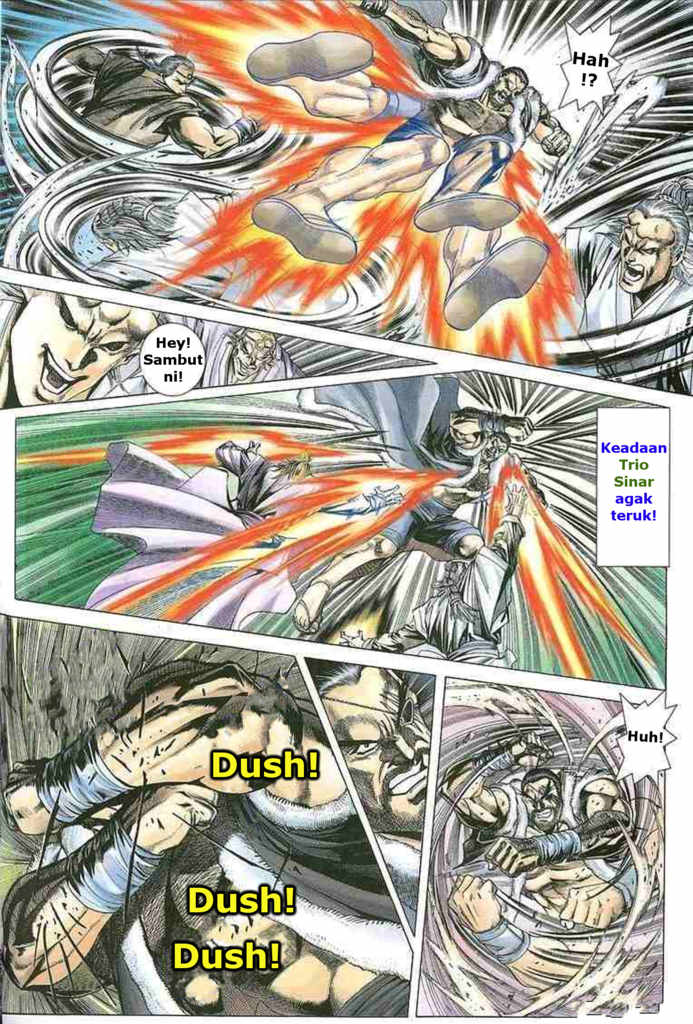 Hah
!?
Hey!
Sambut
ni!
Keadaan
Trio
Sinar
agak
teruk!
Dush!
Huh!
Dush!
Dush!